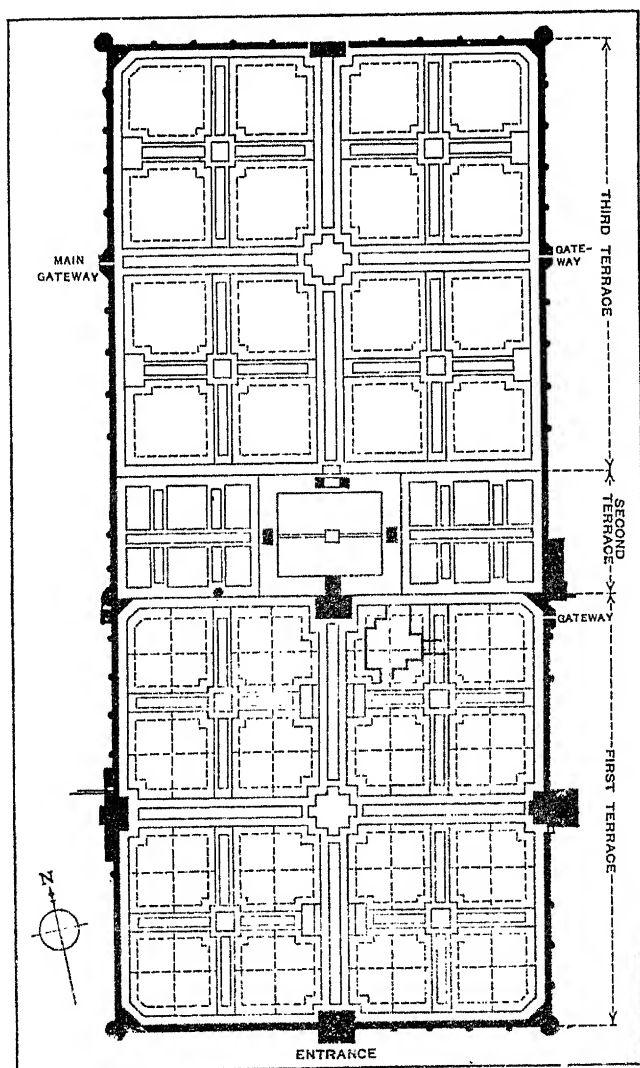 THIRD TERRACE
MAIN
GATEWAY
GATE-
WAY
SECOND
TERRACE
GATEWAY
FIRST TERRACE
N
ENTRANCE